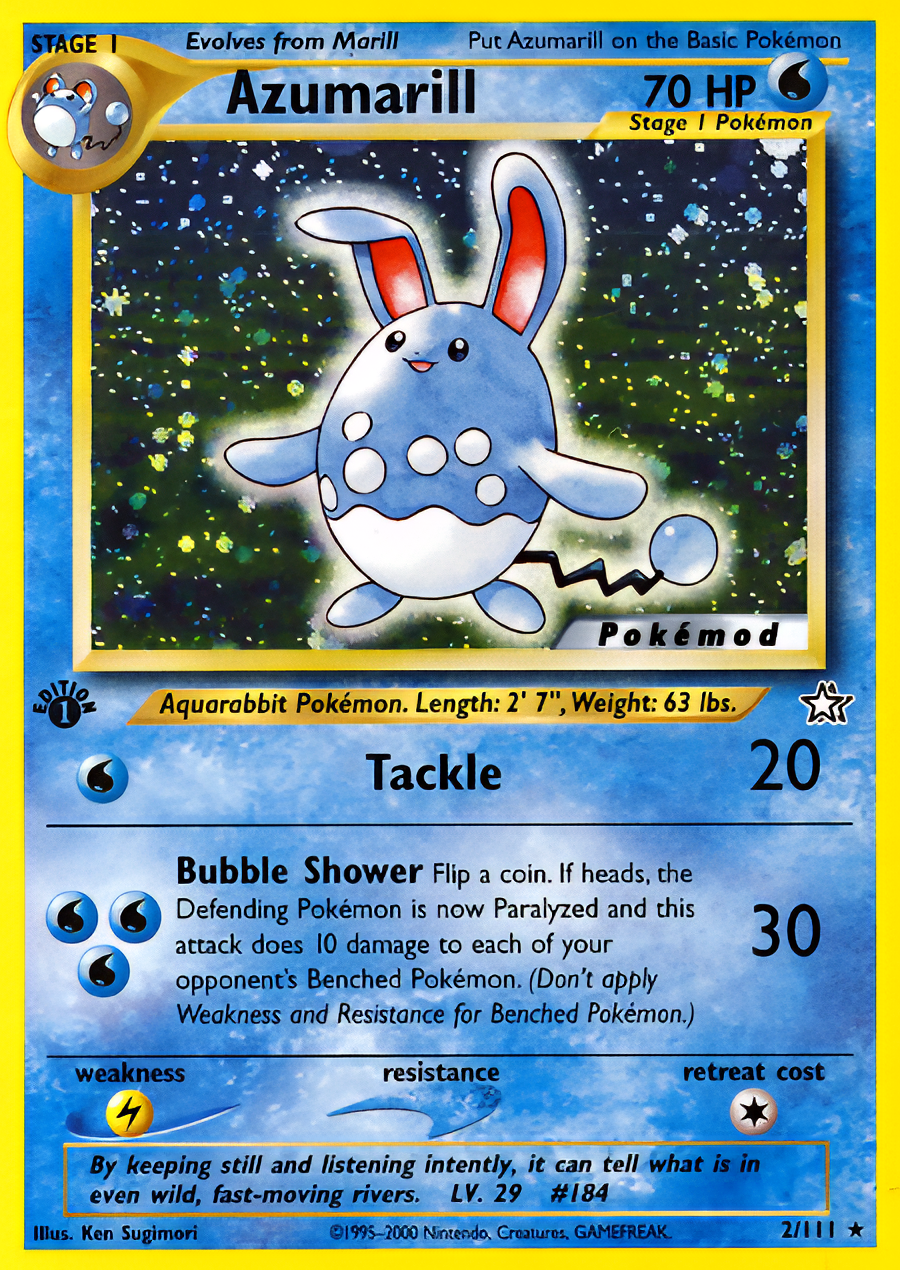 STAGE 1
Evolves from Marill
Put Azumarill on the Basic Pokémon
Azumarill
70 HP
Stage 1 Pokémon
Pokémod
EDITION
1
Aquarabbit Pokémon. Length: 2' 7", Weight: 63 lbs.
Tackle
20
Bubble Shower Flip a coin. If heads, the
Defending Pokémon is now Paralyzed and this
attack does 10 damage to each of your
opponent's Benched Pokémon. (Don't apply
Weakness and Resistance for Benched Pokémon.)
30
weakness
resistance
retreat cost
By keeping still and listening intently, it can tell what is in
even wild, fast-moving rivers. LV. 29 #184
Illus. Ken Sugimori
©1995-2000 Nintendo, Creatures, GAMEFREAK.
2/111 ★